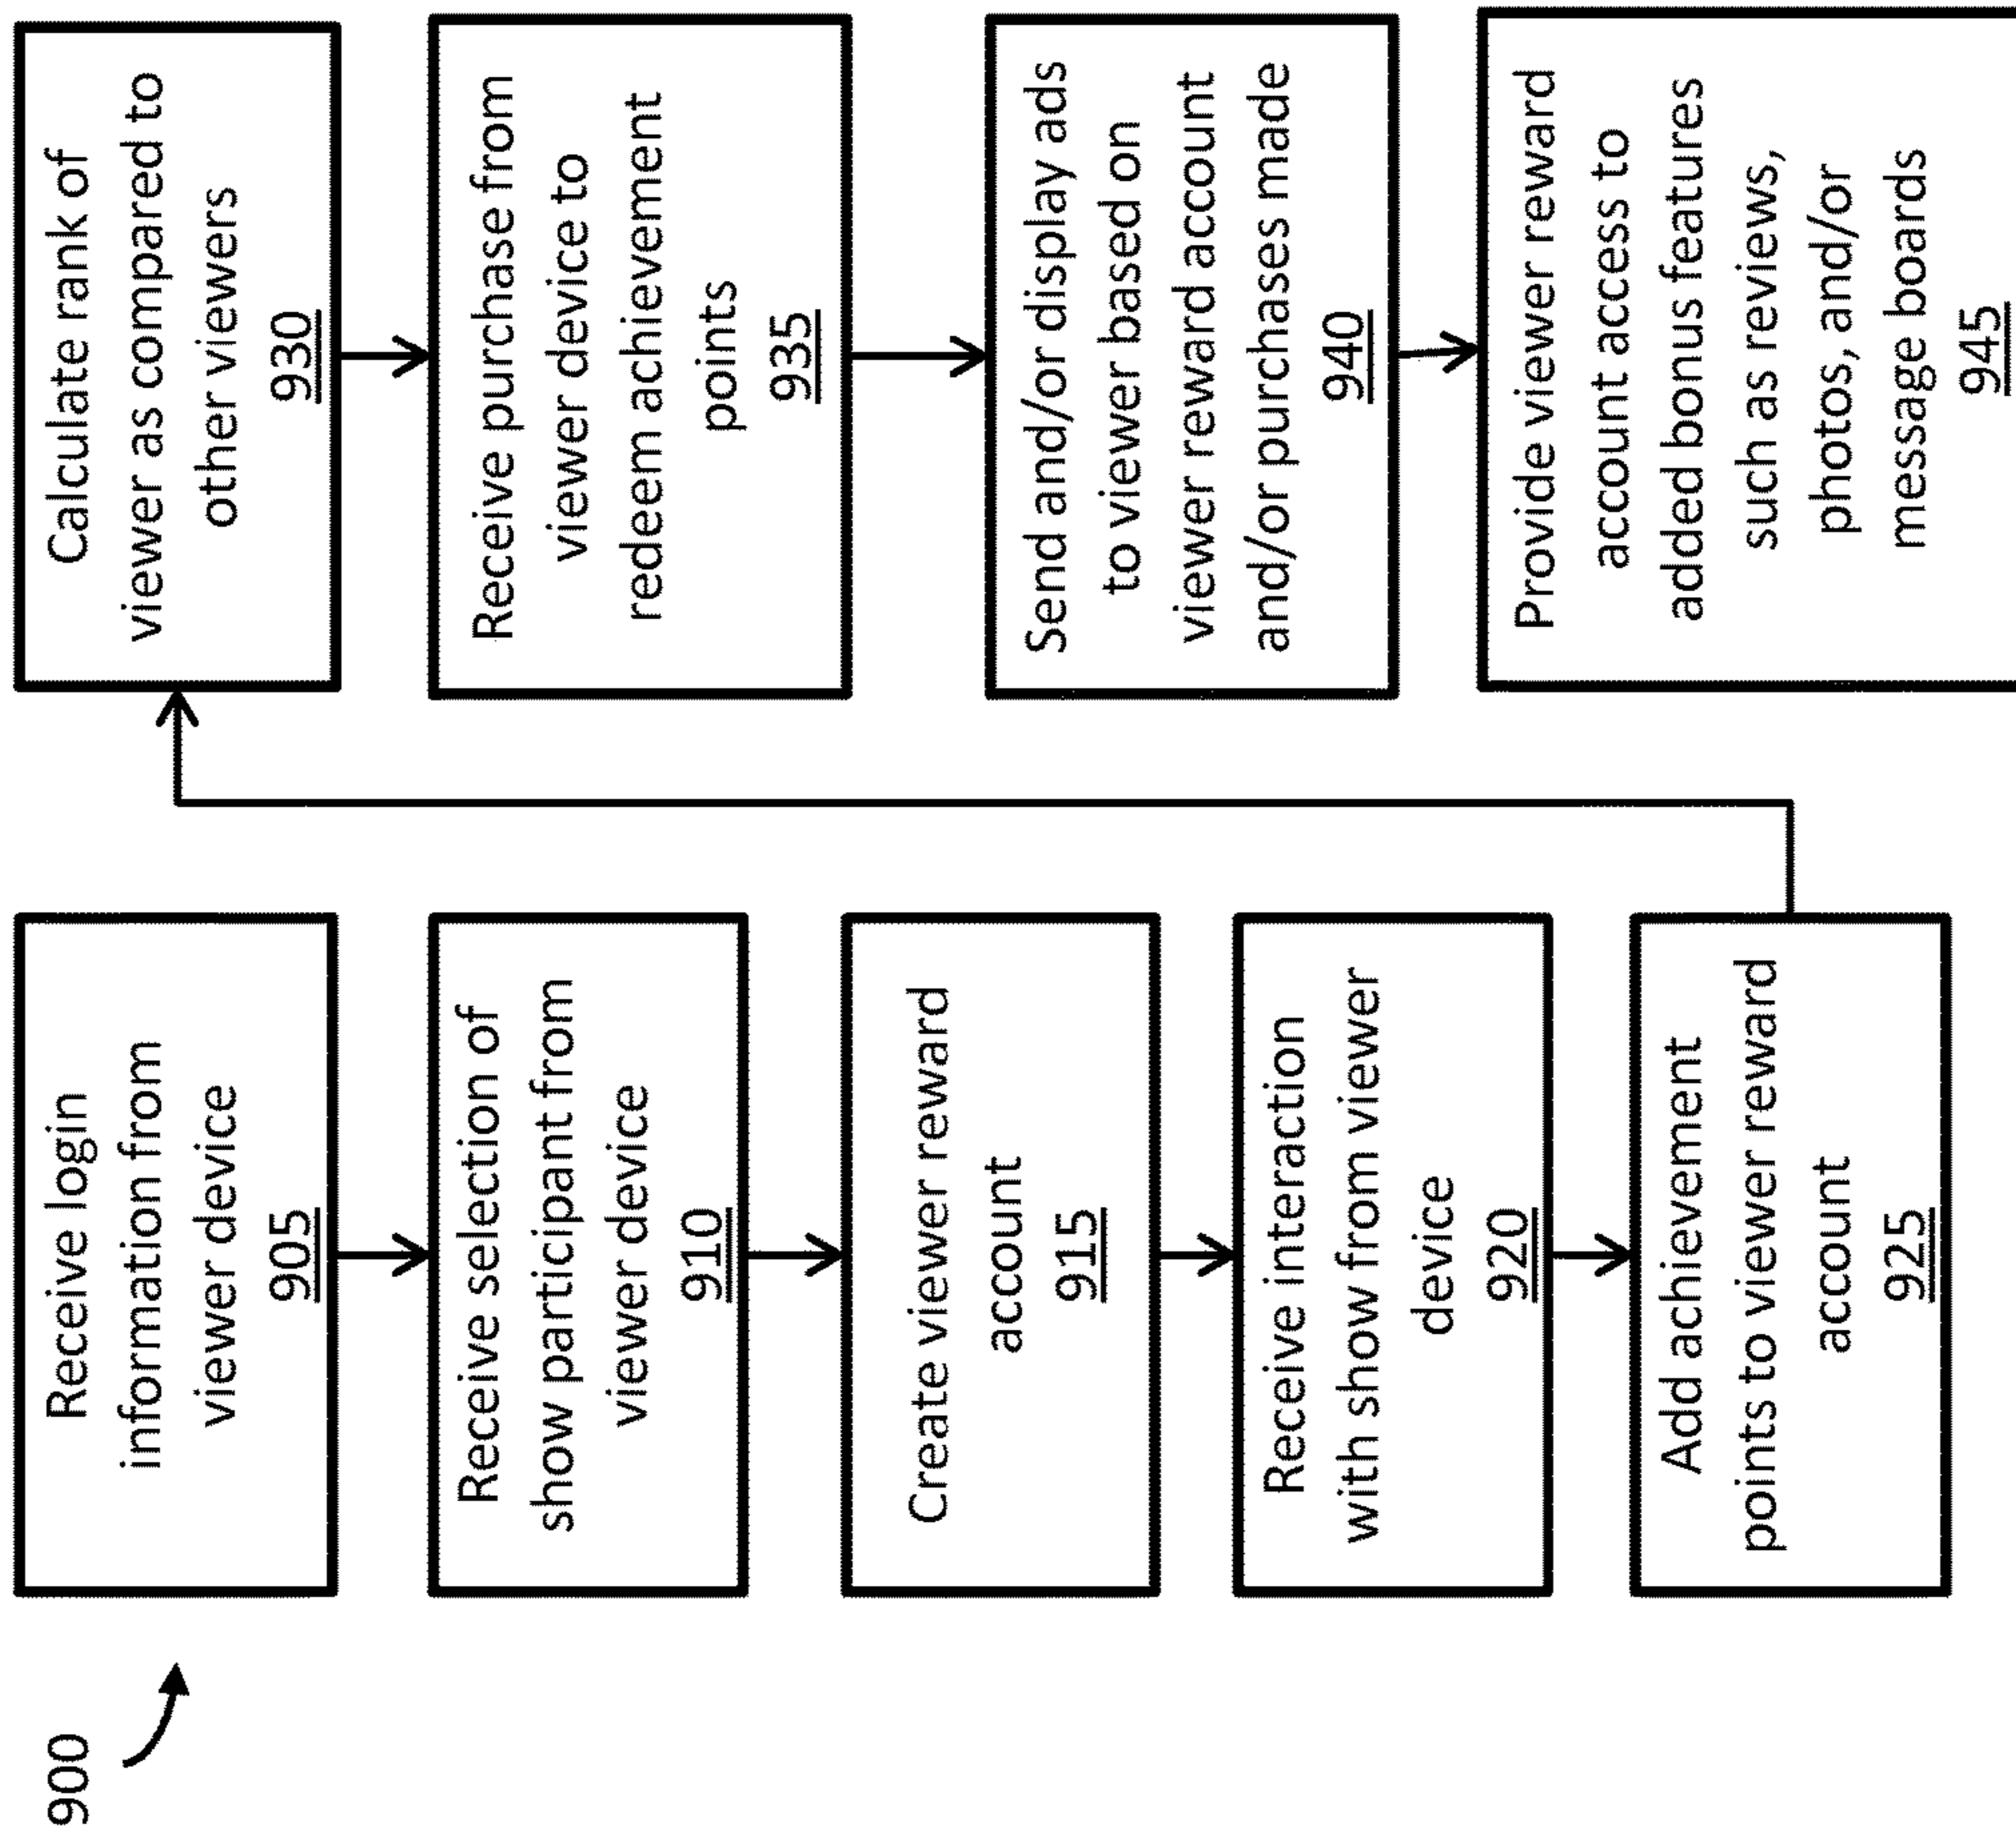 900
Receive login
information from
viewer device
905
Receive selection of
show participant from
viewer device
910
Create viewer reward
account
915
Receive interaction
with show from viewer
device
920
Add achievement
points to viewer reward
account
925
Calculate rank of
viewer as compared to
other viewers
930
Receive purchase from
viewer device to
redeem achievement
points
935
Send and/or display ads
to viewer based on
viewer reward account
and/or purchases made
940
Provide viewer reward
account access to
added bonus features
such as reviews,
photos, and/or
message boards
945